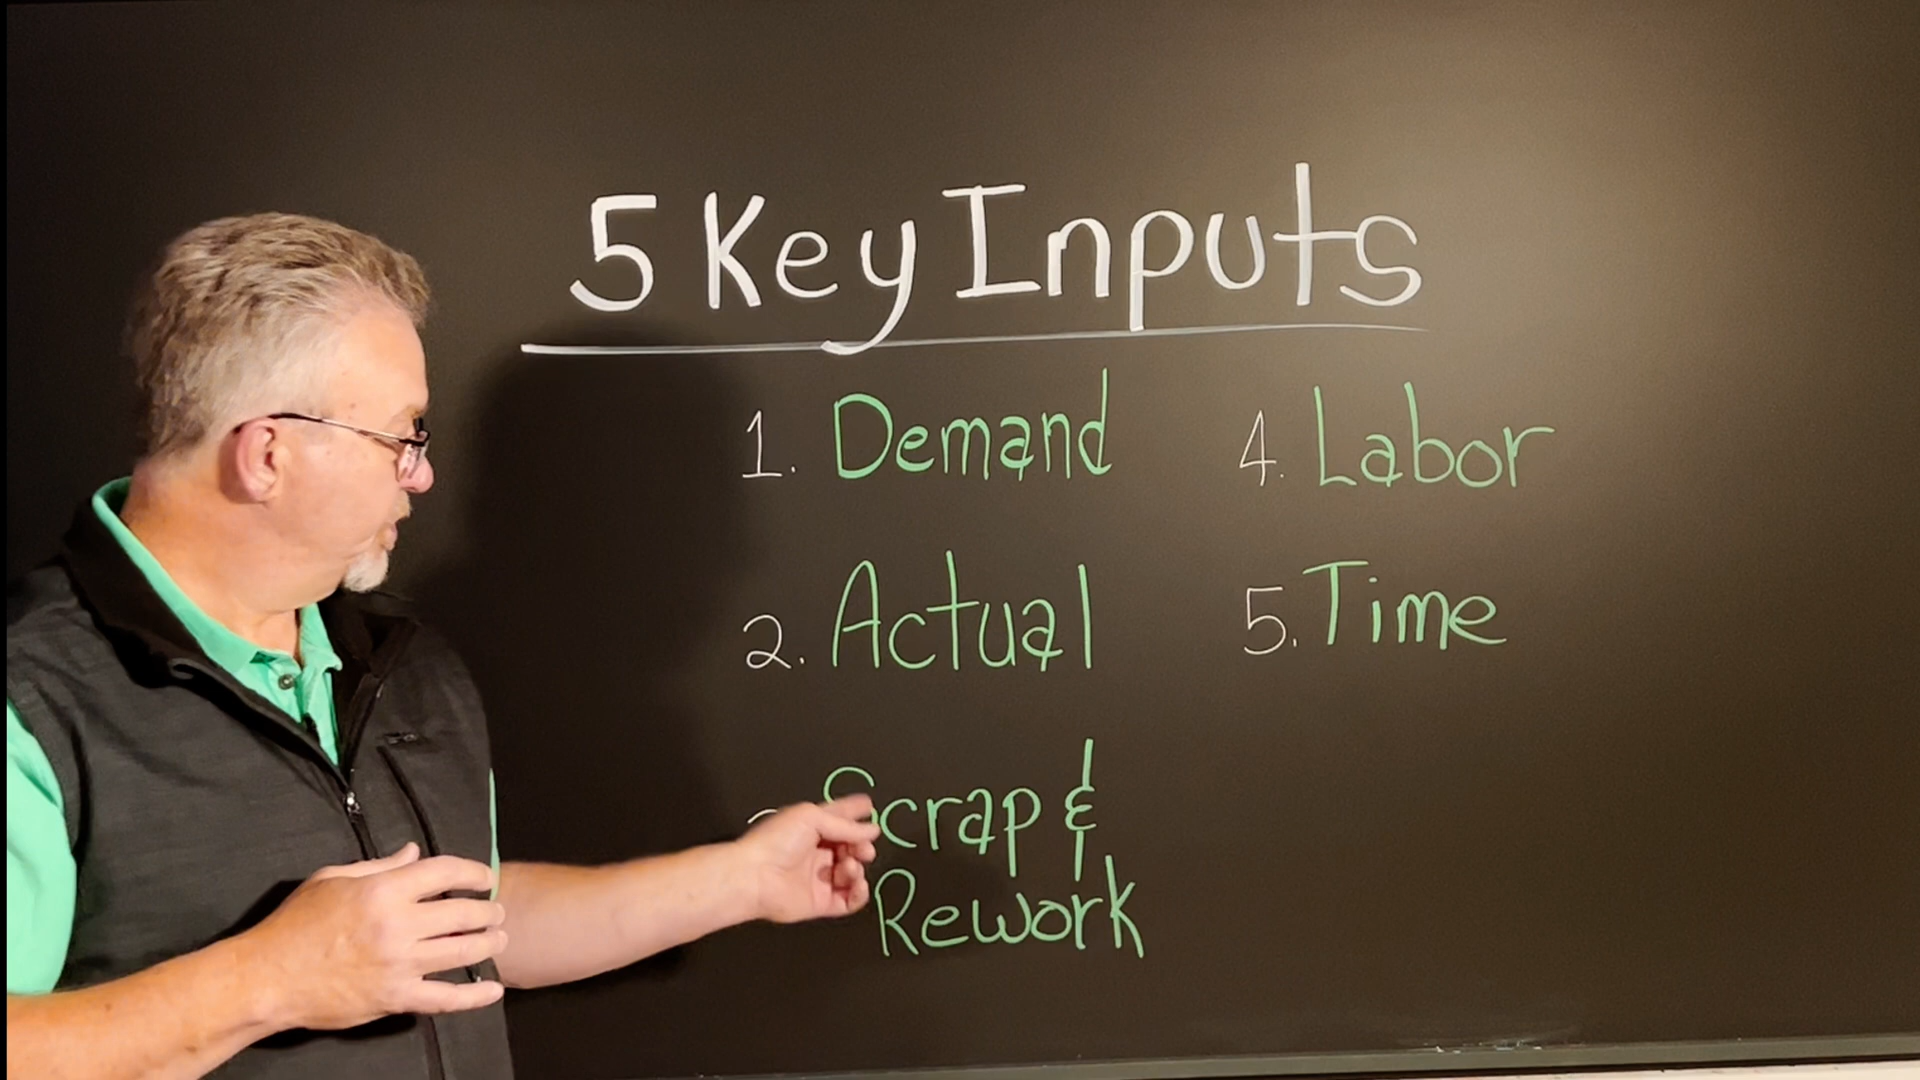 5 Key Inputs
1. Demand
2. Actual
Scrap &
Rework
4. Labor
5. Time